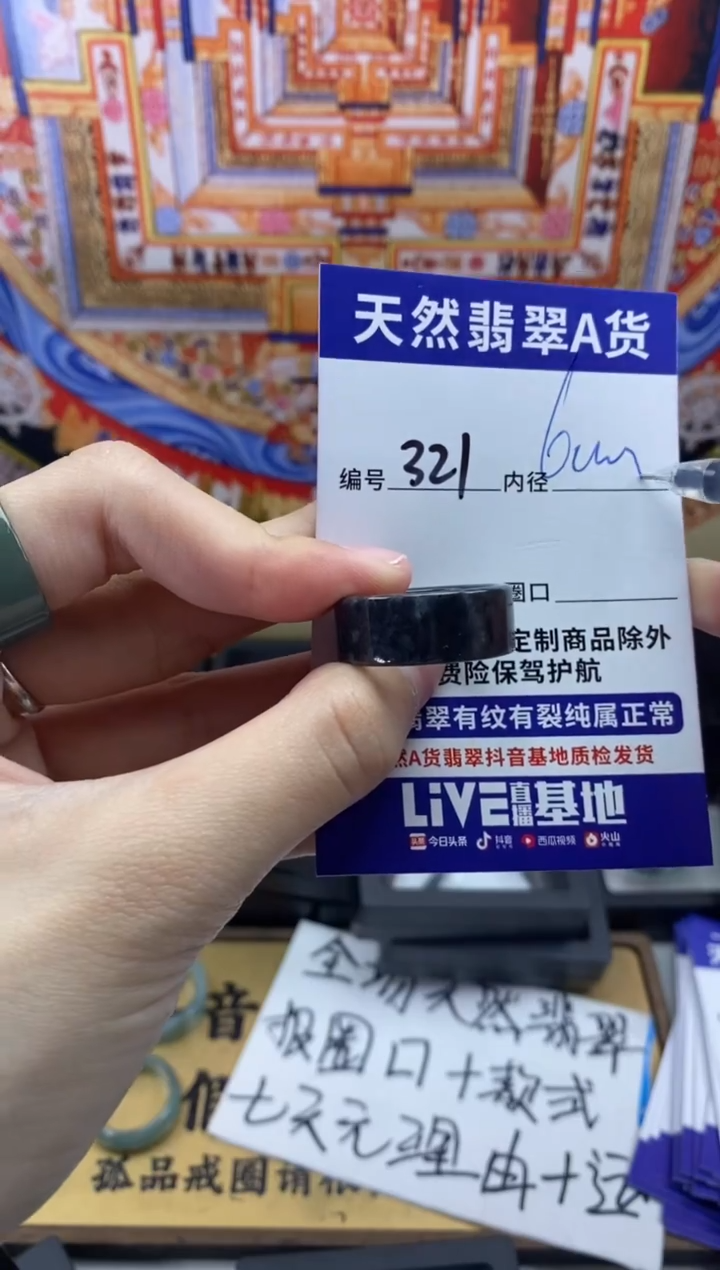 天然翡翠A货
编号 321 内径 6cm
圈口
定制商品除外
费险保驾护航
翡翠有纹有裂纯属正常
然A货翡翠抖音基地质检发货
LiVE直播基地
头条 今日头条 抖音 西瓜视频 火山
全场天然翡翠
报圈口+款式
七天无理由+运
音
假
孤品戒圈请